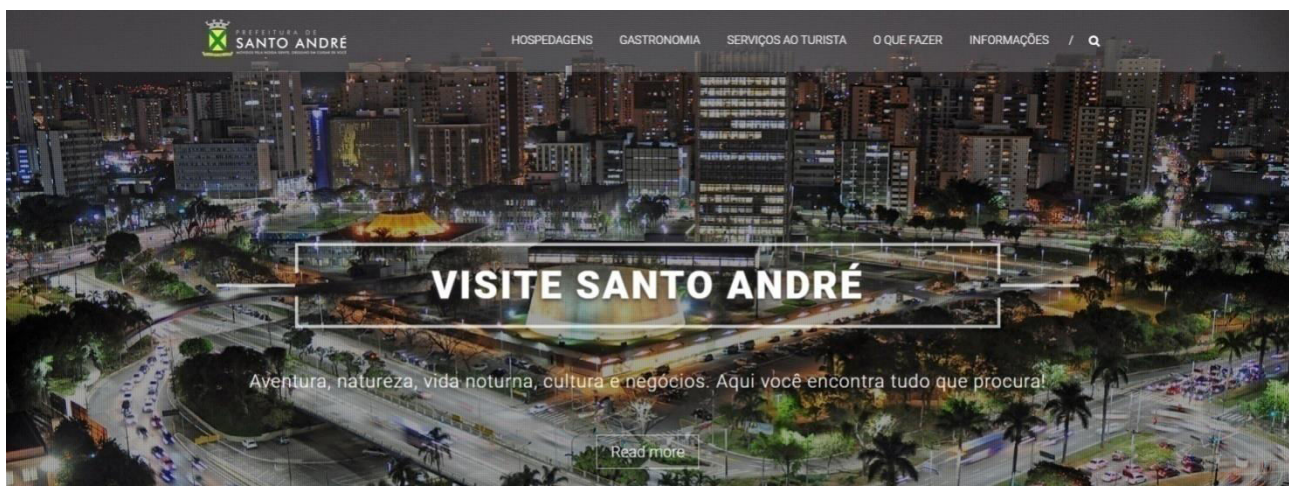 PREFEITURA DE
SANTO ANDRÉ
HOSPEDAGENS GASTRONOMIA SERVIÇOS AO TURISTA O QUE FAZER INFORMAÇÕES /
VISITE SANTO ANDRÉ
Aventura, natureza, vida noturna, cultura e negócios. Aqui você encontra tudo que procura!
Read more